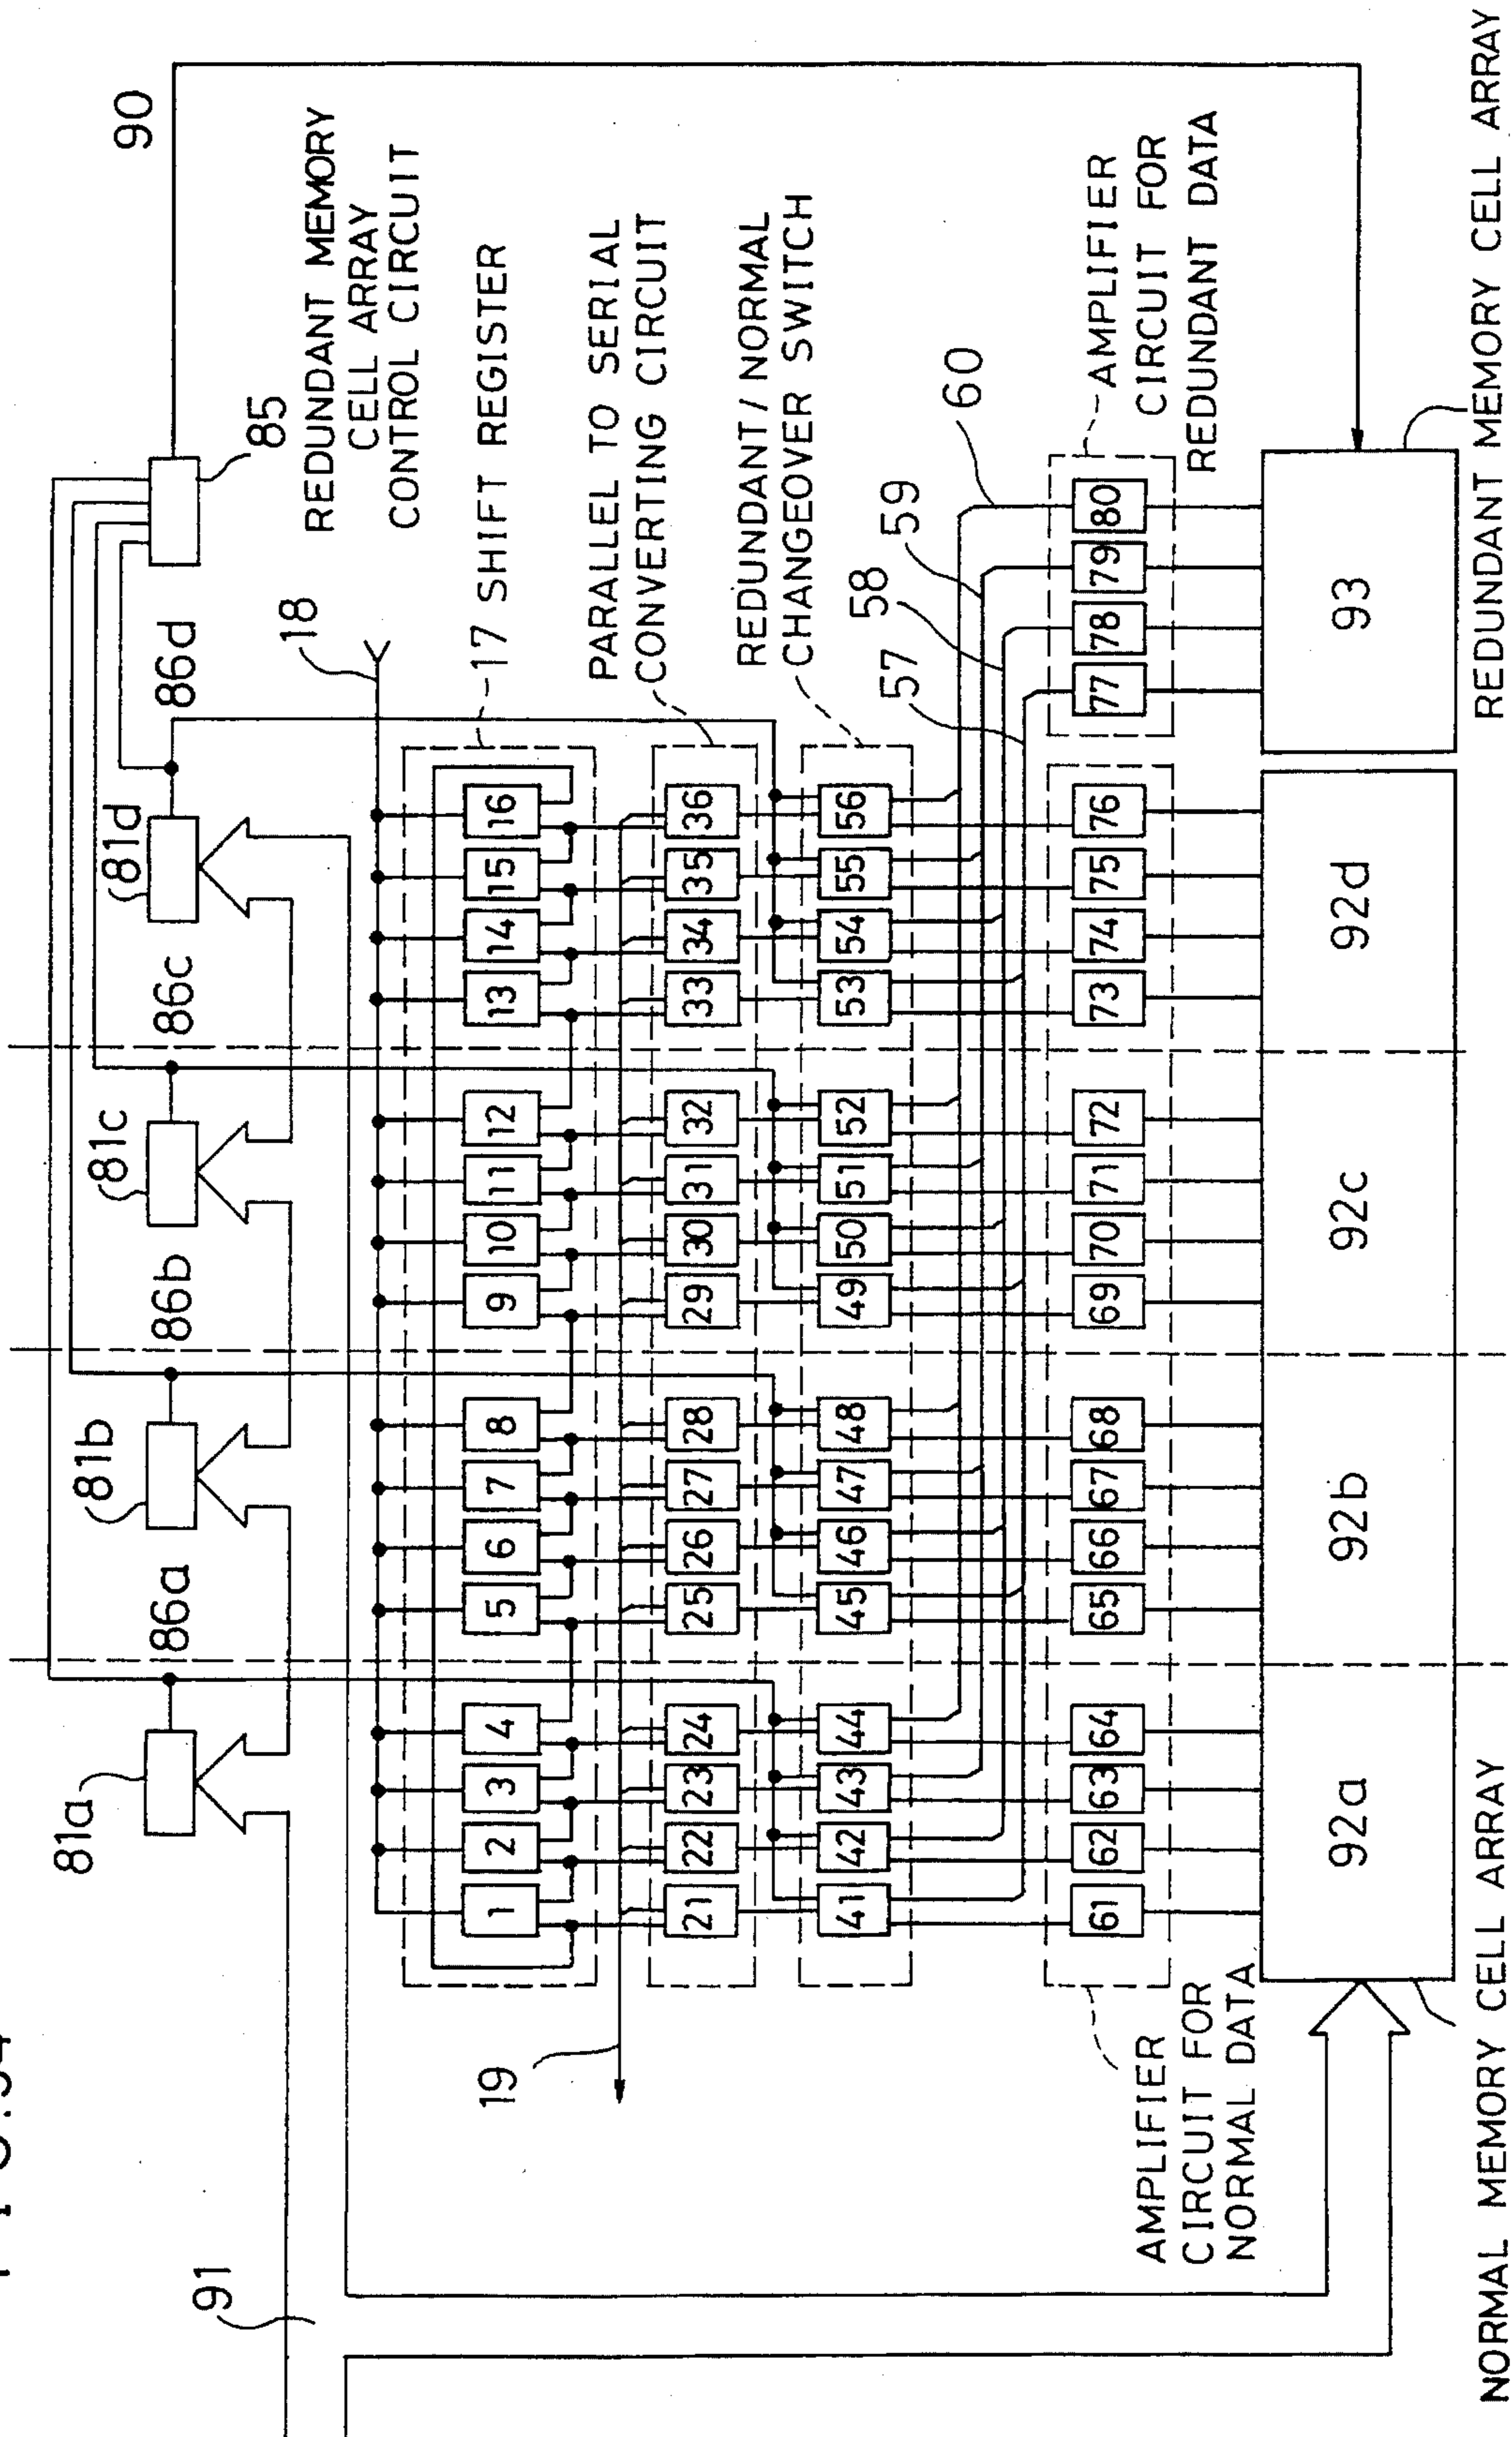 91
81a
86a
81b
86b
81c
86c
81d
86d
85
90
REDUNDANT MEMORY
CELL ARRAY
CONTROL CIRCUIT
18
17 SHIFT REGISTER
1 2 3 4 5 6 7 8 9 10 11 12 13 14 15 16
PARALLEL TO SERIAL
CONVERTING CIRCUIT
19
21 22 23 24 25 26 27 28 29 30 31 32 33 34 35 36
REDUNDANT/NORMAL
CHANGEOVER SWITCH
41 42 43 44 45 46 47 48 49 50 51 52 53 54 55 56
57
58
59
60
AMPLIFIER
CIRCUIT FOR
NORMAL DATA
61 62 63 64 65 66 67 68 69 70 71 72 73 74 75 76
77 78 79 80
AMPLIFIER
CIRCUIT FOR
REDUNDANT DATA
92a 92b 92c 92d
93
NORMAL MEMORY CELL ARRAY
REDUNDANT MEMORY CELL ARRAY